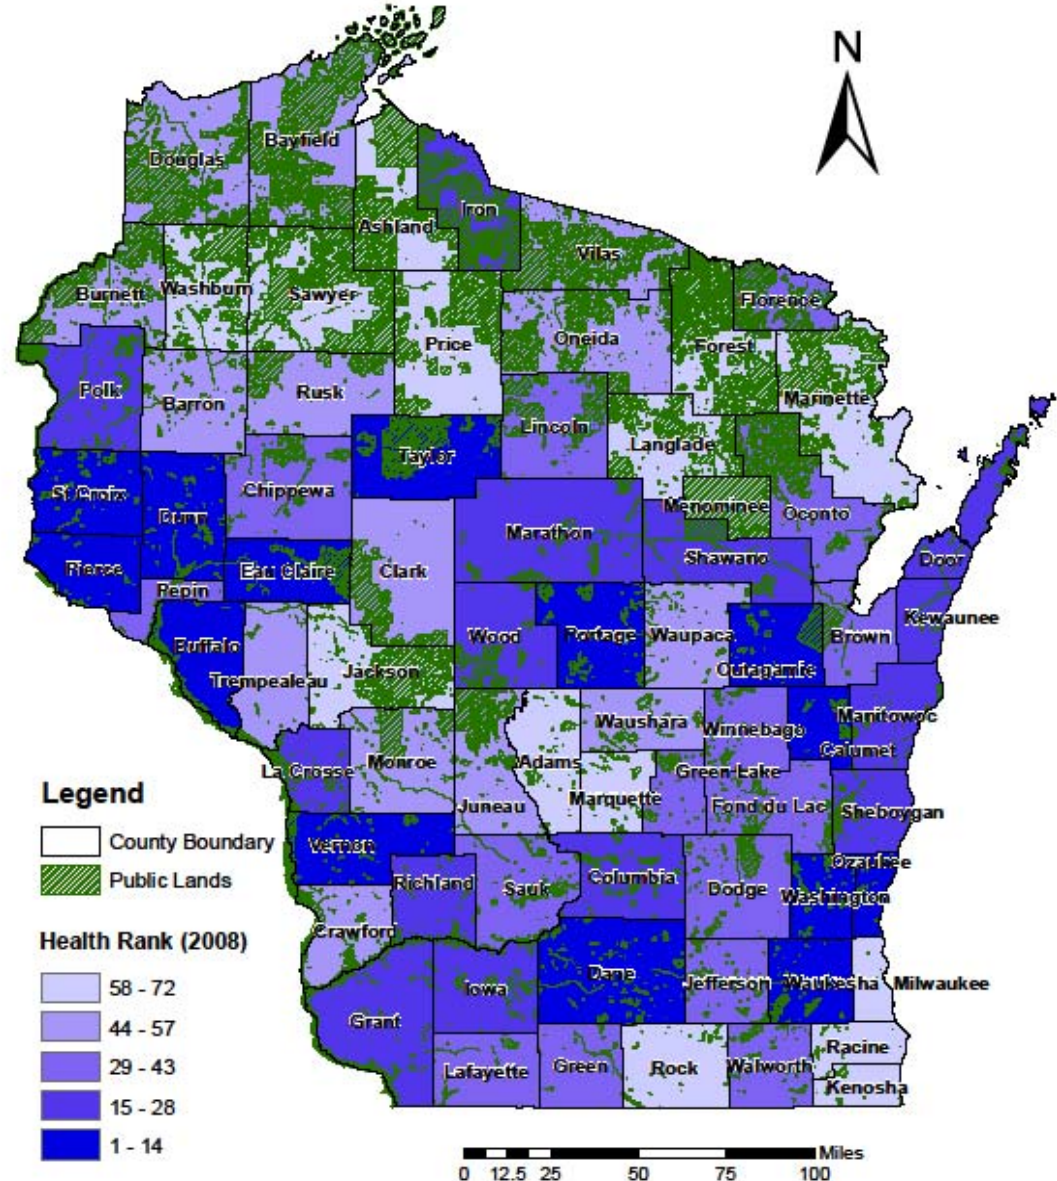 N
Bayfield
Douglas
Iron
Ashland
Vilas
Burnett
Washburn
Sawyer
Florence
Oneida
Price
Forest
Polk
Rusk
Marinette
Barron
Lincoln
Langlade
Taylor
St Croix
Chippewa
Menominee
Oconto
Dunn
Marathon
Shawano
Door
Pierce
Eau Claire
Clark
Pepin
Kewaunee
Buffalo
Wood
Portage
Waupaca
Brown
Outagamie
Jackson
Trempealeau
Waushara
Winnebago
Manitowoc
Calumet
La Crosse
Monroe
Adams
Green Lake
Marquette
Juneau
Fond du Lac
Sheboygan
Vernon
Ozaukee
Richland
Sauk
Columbia
Dodge
Washington
Crawford
Dane
Jefferson
Waukesha
Milwaukee
Iowa
Grant
Racine
Lafayette
Green
Rock
Walworth
Kenosha
Legend
County Boundary
Public Lands
Health Rank (2008)
58 - 72
44 - 57
29 - 43
15 - 28
1 - 14
Miles
0 12.5 25 50 75 100